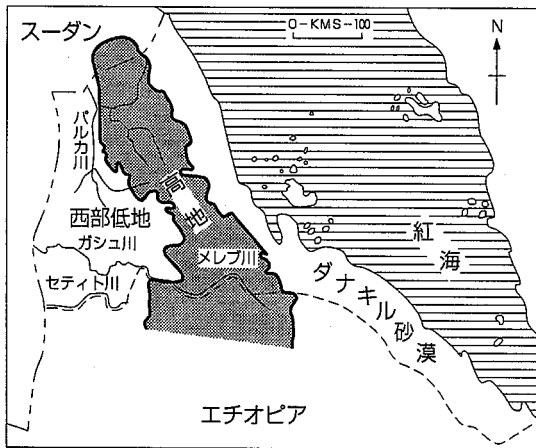 スーダン
0-KMS-100
N
バルカ川
高地
西部低地
ガシュ川
メレブ川
セティト川
紅海
ダナキル砂漠
エチオピア